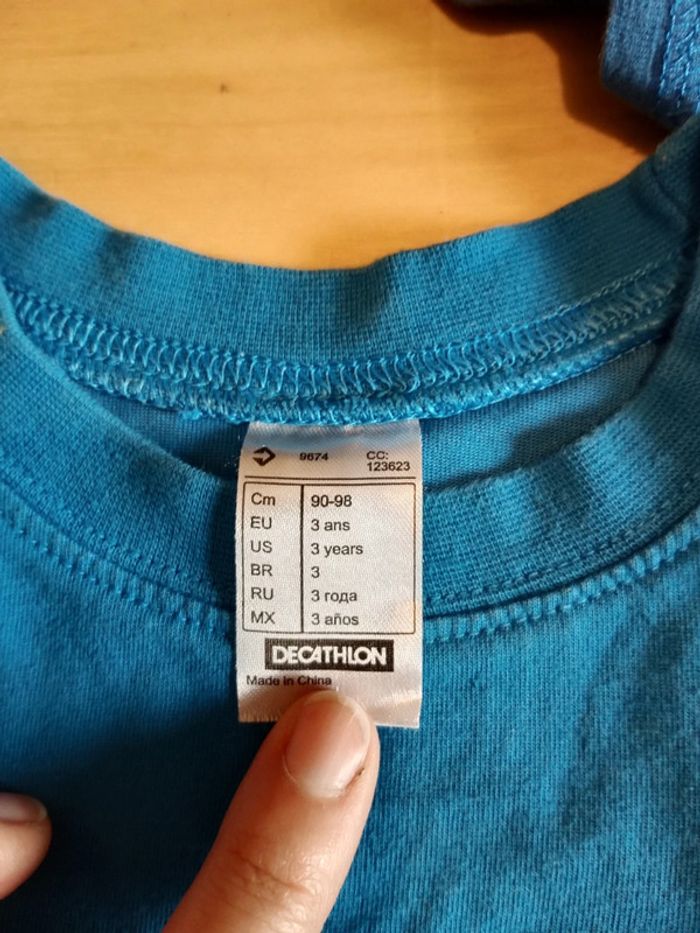 9674 CC:
123623
Cm 90-98
EU 3 ans
US 3 years
BR 3
RU 3 года
MX 3 años
DECATHLON
Made in China